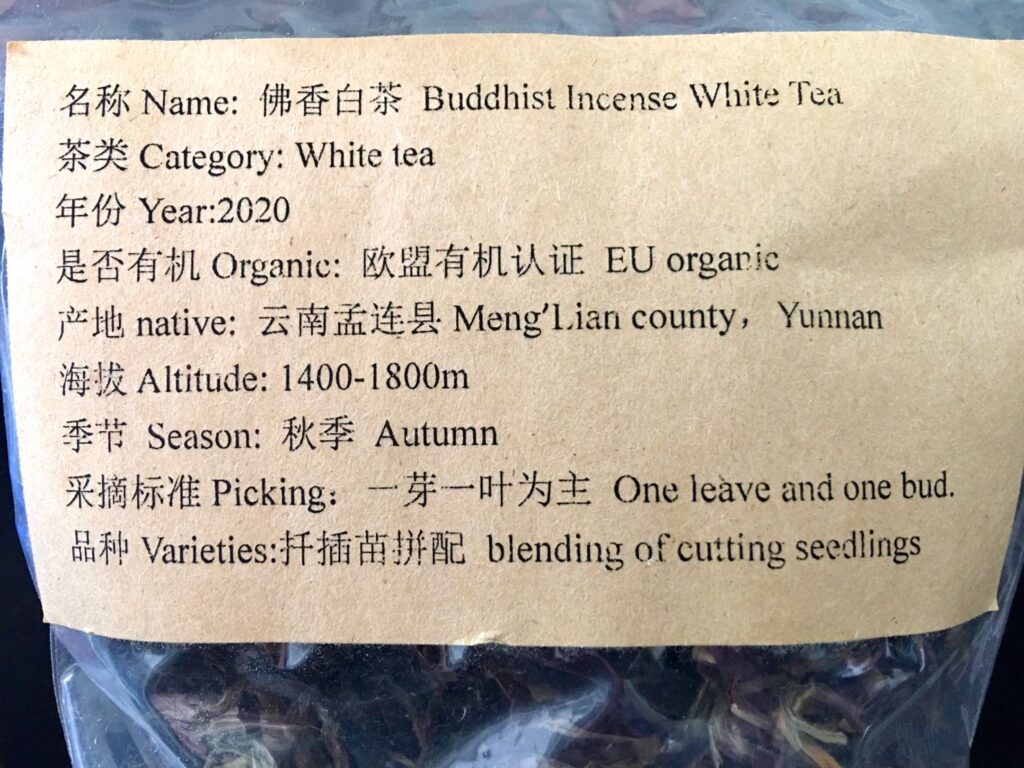 名称 Name: 佛香白茶 Buddhist Incense White Tea
茶类 Category: White tea
年份 Year:2020
是否有机 Organic: 欧盟有机认证 EU organic
产地 native: 云南孟连县 Meng'Lian county，Yunnan
海拔 Altitude: 1400-1800m
季节 Season: 秋季 Autumn
采摘标准 Picking：一芽一叶为主 One leave and one bud.
品种 Varieties:扦插苗拼配 blending of cutting seedlings